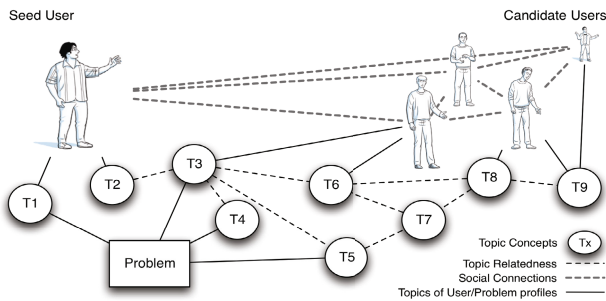 Seed User
Candidate Users
T1
T2
T3
T4
T5
T6
T7
T8
T9
Problem
Topic Concepts Tx
Topic Relatedness
Social Connections
Topics of User/Problem profiles